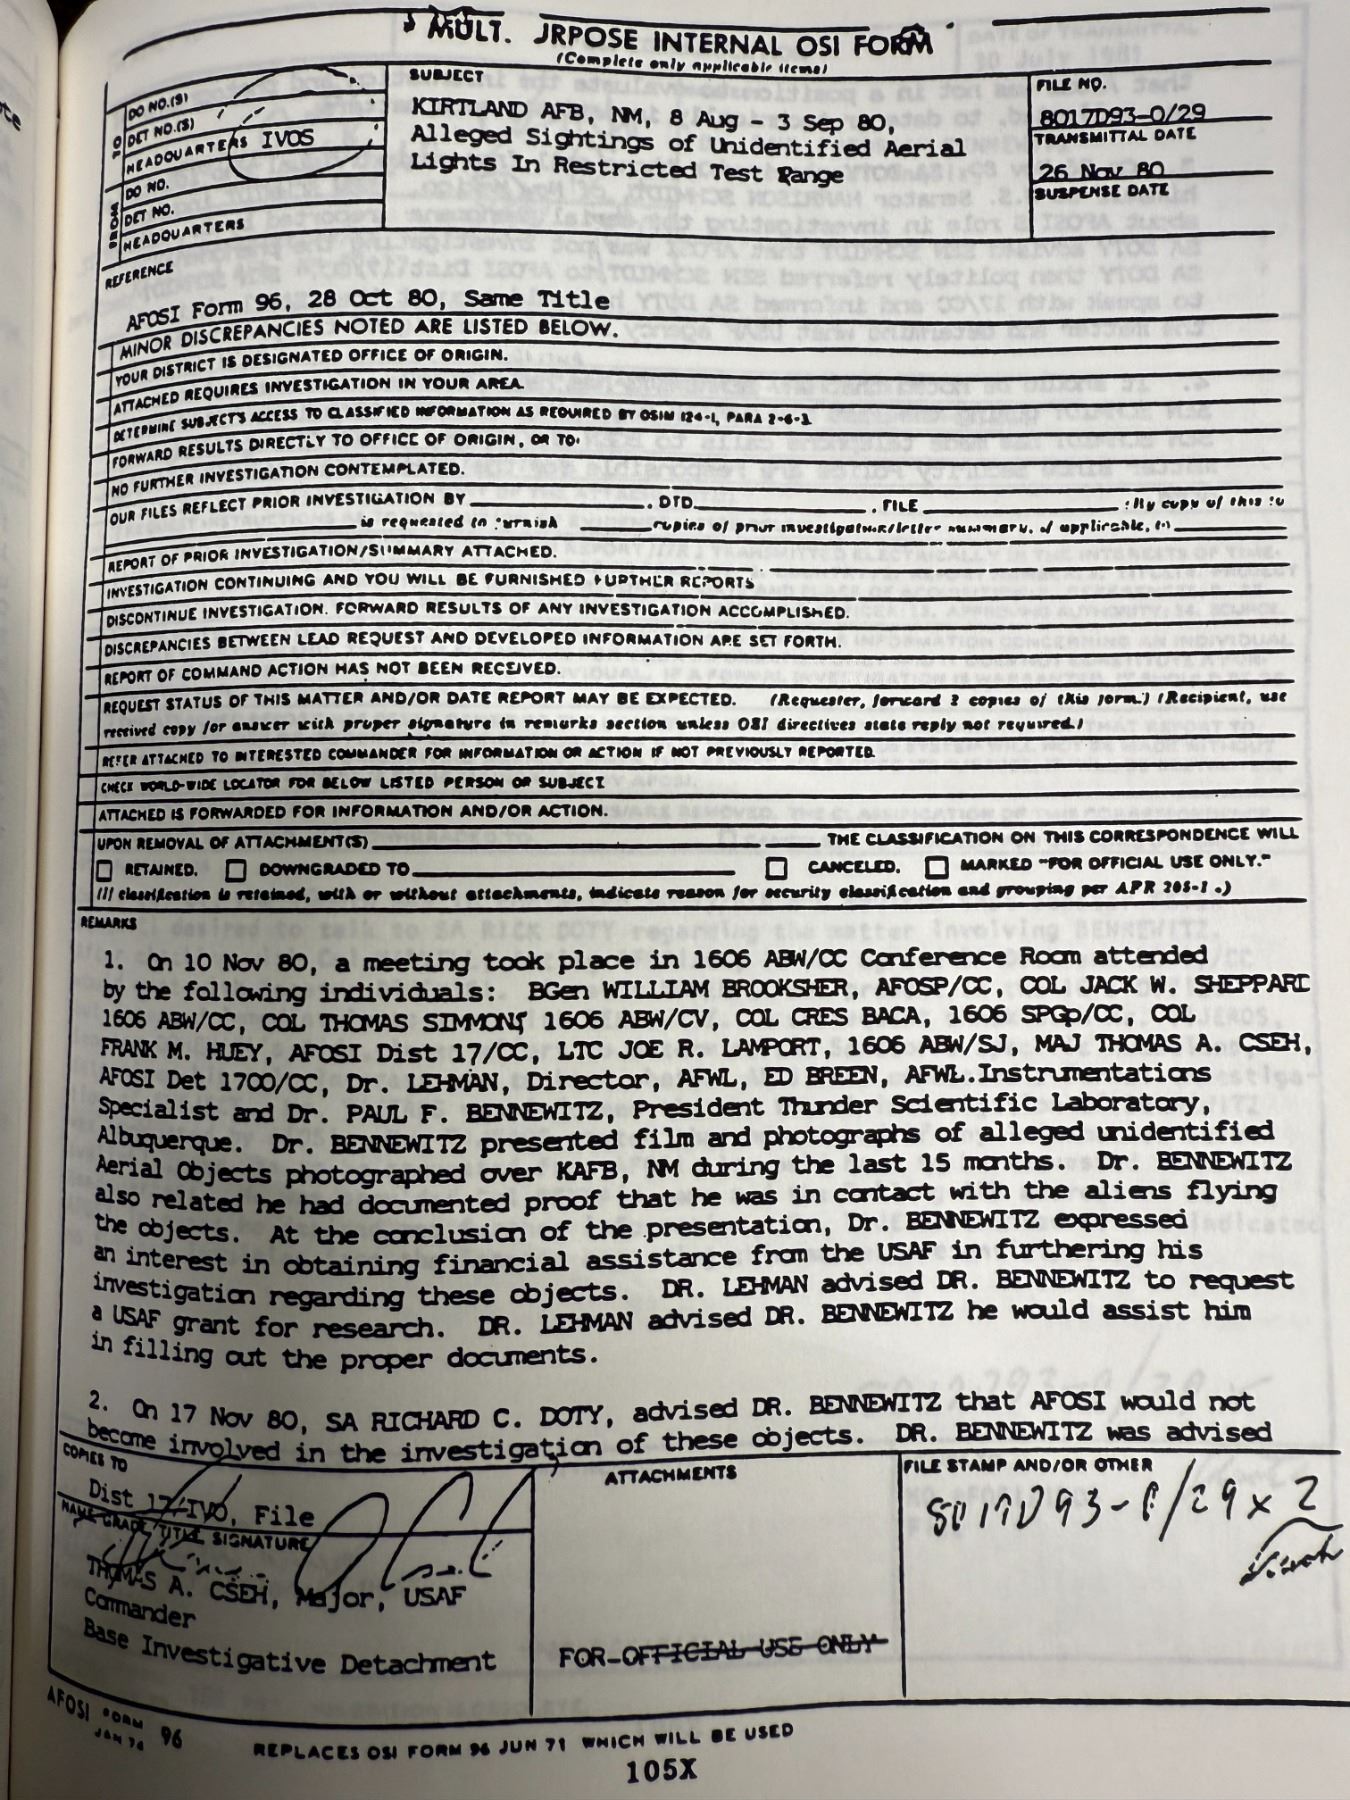 MULT. JRPOSE INTERNAL OSI FORM
(Complete only applicable items)
TO
DO NO.(S)
DET NO.(S)
HEADQUARTERS IVOS
FROM
DO NO.
DET NO.
HEADQUARTERS
SUBJECT
KIRTLAND AFB, NM, 8 Aug - 3 Sep 80,
Alleged Sightings of Unidentified Aerial
Lights In Restricted Test Range
FILE NO.
8017D93-0/29
TRANSMITTAL DATE
26 Nov 80
SUSPENSE DATE
REFERENCE
AFOSI Form 96, 28 Oct 80, Same Title
MINOR DISCREPANCIES NOTED ARE LISTED BELOW.
YOUR DISTRICT IS DESIGNATED OFFICE OF ORIGIN.
ATTACHED REQUIRES INVESTIGATION IN YOUR AREA.
DETERMINE SUBJECT'S ACCESS TO CLASSIFIED INFORMATION AS REQUIRED BY OSIM 124-1, PARA 2-6-3
FORWARD RESULTS DIRECTLY TO OFFICE OF ORIGIN, OR TO:
NO FURTHER INVESTIGATION CONTEMPLATED.
OUR FILES REFLECT PRIOR INVESTIGATION BY , DTD , FILE copy of this
is requested to furnish copies of prior investigation/letter summary, if applicable,
REPORT OF PRIOR INVESTIGATION/SUMMARY ATTACHED.
INVESTIGATION CONTINUING AND YOU WILL BE FURNISHED FURTHER REPORTS
DISCONTINUE INVESTIGATION. FORWARD RESULTS OF ANY INVESTIGATION ACCOMPLISHED.
DISCREPANCIES BETWEEN LEAD REQUEST AND DEVELOPED INFORMATION ARE SET FORTH.
REPORT OF COMMAND ACTION HAS NOT BEEN RECEIVED.
REQUEST STATUS OF THIS MATTER AND/OR DATE REPORT MAY BE EXPECTED. (Requester, forward 2 copies of this form.) (Recipient, use
received copy for answer with proper signature in remarks section unless OSI directives state reply not required.)
REFER ATTACHED TO INTERESTED COMMANDER FOR INFORMATION OR ACTION IF NOT PREVIOUSLY REPORTED.
CHECK WORLD-WIDE LOCATOR FOR BELOW LISTED PERSON OR SUBJECT
ATTACHED IS FORWARDED FOR INFORMATION AND/OR ACTION.
UPON REMOVAL OF ATTACHMENT(S) THE CLASSIFICATION ON THIS CORRESPONDENCE WILL
RETAINED. DOWNGRADED TO CANCELED. MARKED "FOR OFFICIAL USE ONLY."
(If classification is retained, with or without attachments, indicate reason for security classification and grouping per AFR 205-1.)
REMARKS
1. On 10 Nov 80, a meeting took place in 1606 ABW/CC Conference Room attended
by the following individuals: BGen WILLIAM BROOKSHER, AFOSP/CC, COL JACK W. SHEPPARD
1606 ABW/CC, COL THOMAS SIMMONS 1606 ABW/CV, COL CRES BACA, 1606 SPGp/CC, COL
FRANK M. HUEY, AFOSI Dist 17/CC, LTC JOE R. LAMPORT, 1606 ABW/SJ, MAJ THOMAS A. CSEH,
AFOSI Det 1700/CC, Dr. LEHMAN, Director, AFWL, ED BREEN, AFWL.Instrumentations
Specialist and Dr. PAUL F. BENNEWITZ, President Thunder Scientific Laboratory,
Albuquerque. Dr. BENNEWITZ presented film and photographs of alleged unidentified
Aerial Objects photographed over KAFB, NM during the last 15 months. Dr. BENNEWITZ
also related he had documented proof that he was in contact with the aliens flying
the objects. At the conclusion of the presentation, Dr. BENNEWITZ expressed
an interest in obtaining financial assistance from the USAF in furthering his
investigation regarding these objects. DR. LEHMAN advised DR. BENNEWITZ to request
a USAF grant for research. DR. LEHMAN advised DR. BENNEWITZ he would assist him
in filling out the proper documents.
2. On 17 Nov 80, SA RICHARD C. DOTY, advised DR. BENNEWITZ that AFOSI would not
become involved in the investigation of these objects. DR. BENNEWITZ was advised
COPIES TO
Dist 17/IVO, File
NAME GRADE TITLE SIGNATURE
THOMAS A. CSEH, Major, USAF
Commander
Base Investigative Detachment
ATTACHMENTS
FOR OFFICIAL USE ONLY
FILE STAMP AND/OR OTHER
8017D93-0/29 x 2
AFOSI FORM JAN 74 96
REPLACES OSI FORM 96 JUN 71 WHICH WILL BE USED
105X